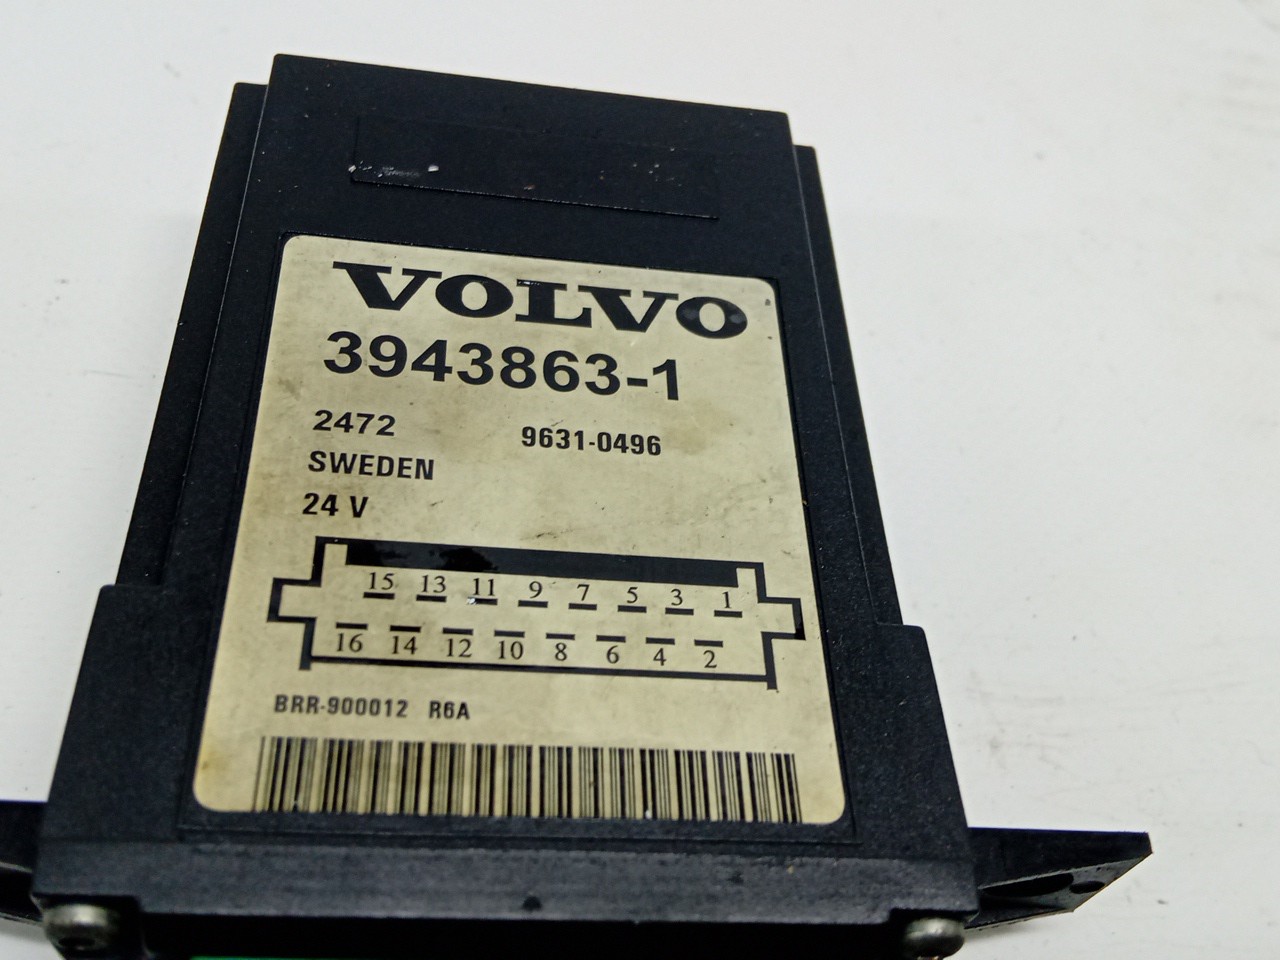 VOLVO
3943863-1
2472 9631-0496
SWEDEN
24 V
15 13 11 9 7 5 3 1
16 14 12 10 8 6 4 2
BRR-900012 R6A